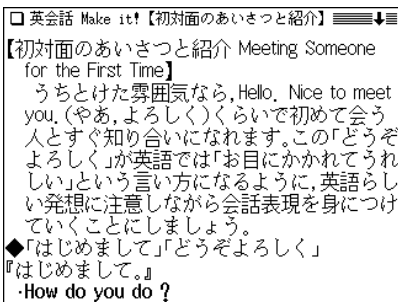 英会話 Make it!【初対面のあいさつと紹介】
【初対面のあいさつと紹介 Meeting Someone
for the First Time】
うちとけた雰囲気なら,Hello. Nice to meet
you.(やあ,よろしく)くらいで初めて会う
人とすぐ知り合いになれます。この「どうぞ
よろしく」が英語では「お目にかかれてうれ
しい」という言い方になるように,英語らし
い発想に注意しながら会話表現を身につけ
ていくことにしましょう。
◆「はじめまして」「どうぞよろしく」
『はじめまして。』
·How do you do ?